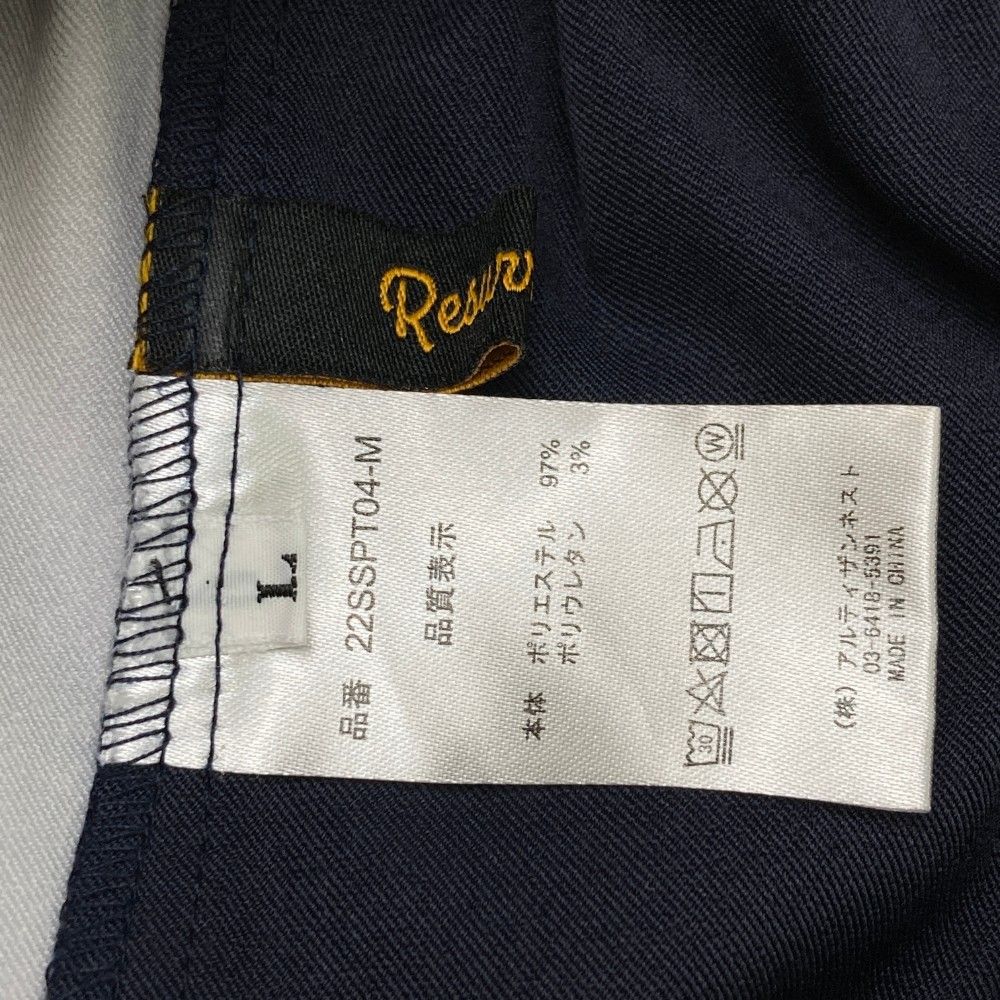 Resurr
L
品番 22SSPT04-M
品質表示
本体 ポリエステル 97%
ポリウレタン 3%
30
W
(株) アルティザンネスト
03-6418-5391
MADE IN CHINA